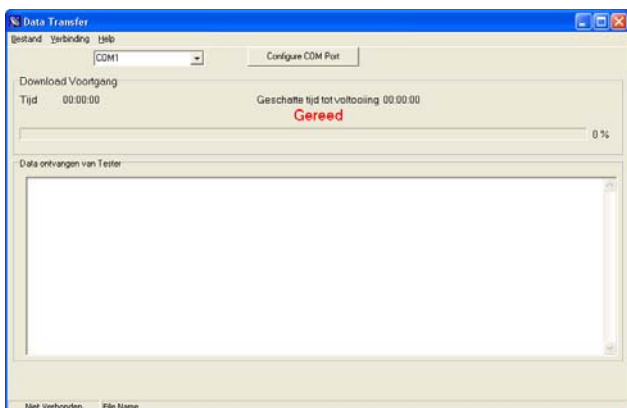 Data Transfer
Bestand Verbinding Help
COM1 Configure COM Port
Download Voortgang
Tijd 00:00:00 Geschatte tijd tot voltooiing 00:00:00
Gereed
0 %
Data ontvangen van Tester
Niet Verbonden File Name